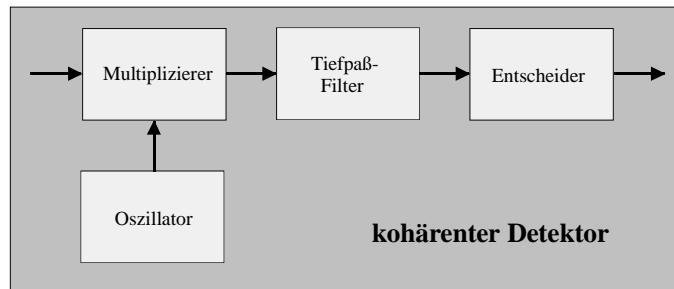 Multiplizierer
Tiefpaß-
Filter
Entscheider
Oszillator
kohärenter Detektor